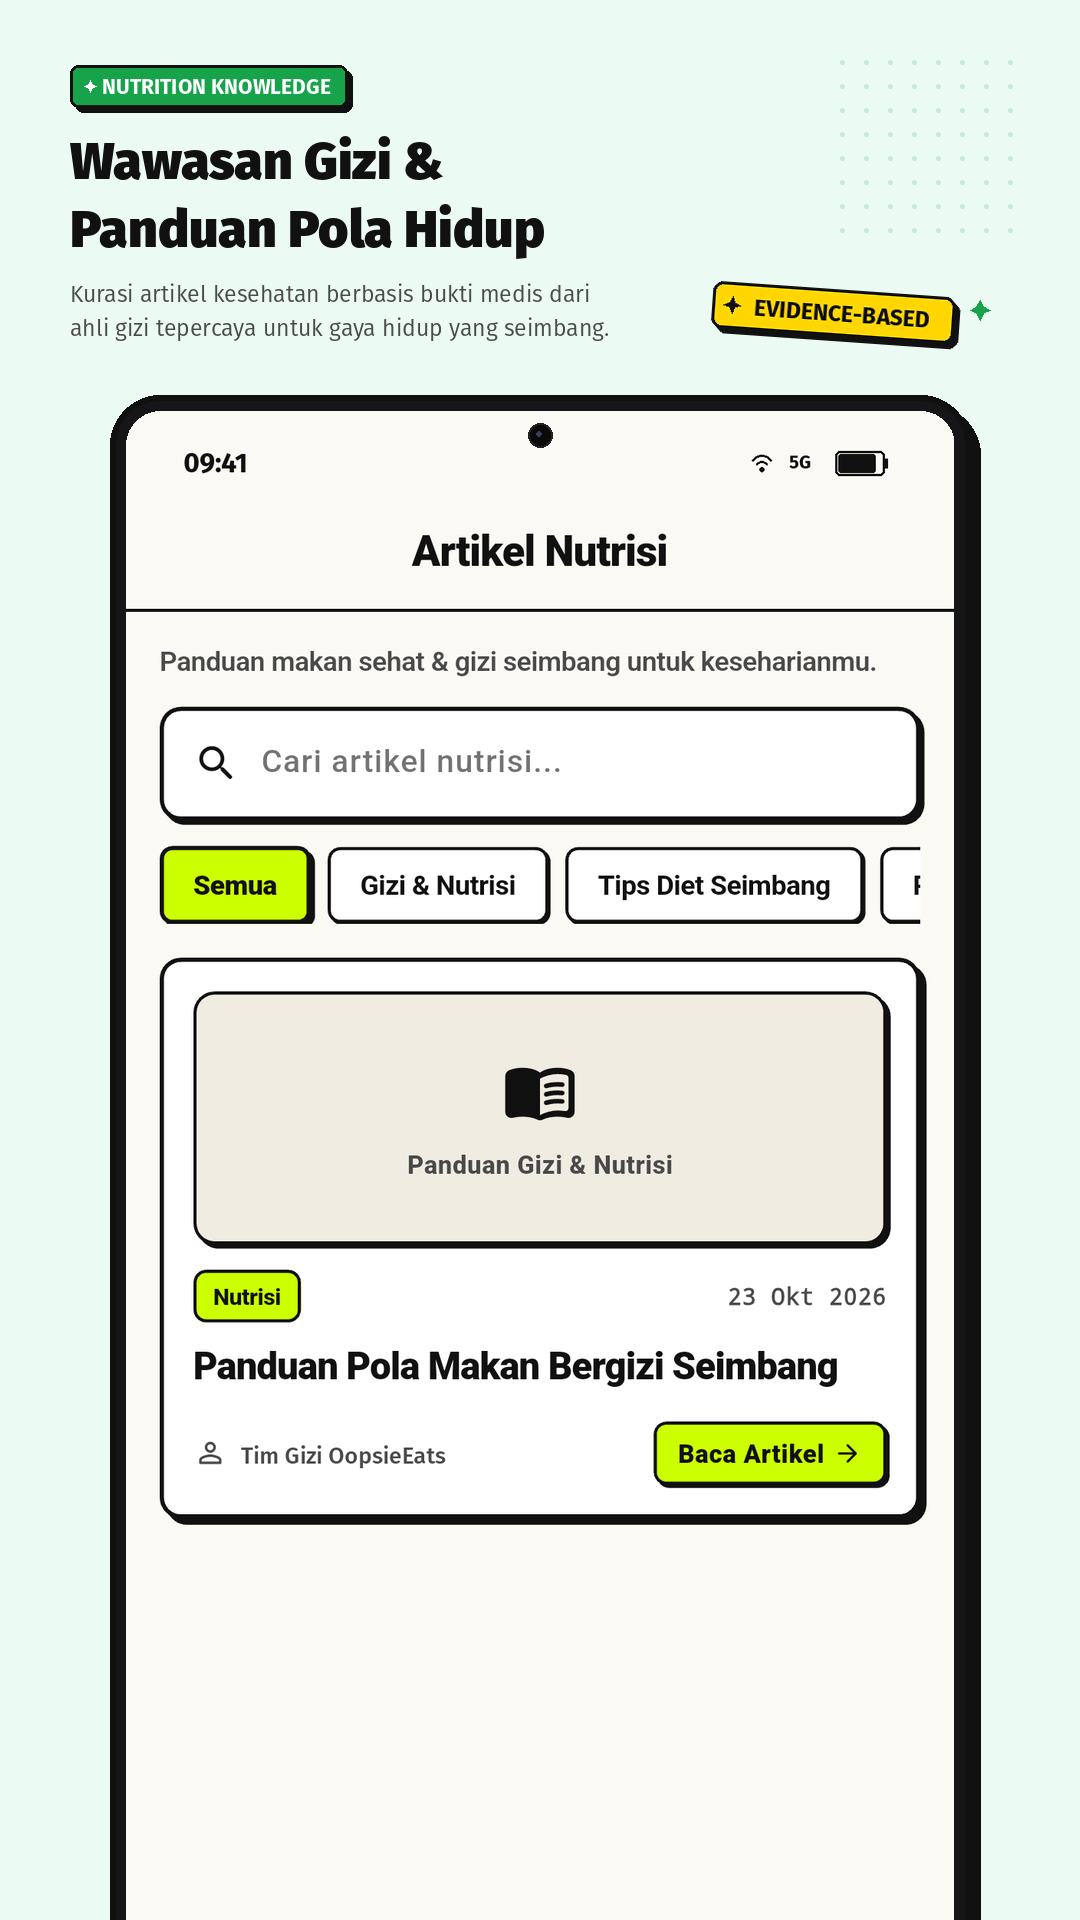 NUTRITION KNOWLEDGE
Wawasan Gizi &
Panduan Pola Hidup
Kurasi artikel kesehatan berbasis bukti medis dari
ahli gizi tepercaya untuk gaya hidup yang seimbang.
EVIDENCE-BASED
09:41
5G
Artikel Nutrisi
Panduan makan sehat & gizi seimbang untuk keseharianmu.
Cari artikel nutrisi...
Semua
Gizi & Nutrisi
Tips Diet Seimbang
Panduan Gizi & Nutrisi
Nutrisi
23 Okt 2026
Panduan Pola Makan Bergizi Seimbang
Tim Gizi OopsieEats
Baca Artikel →